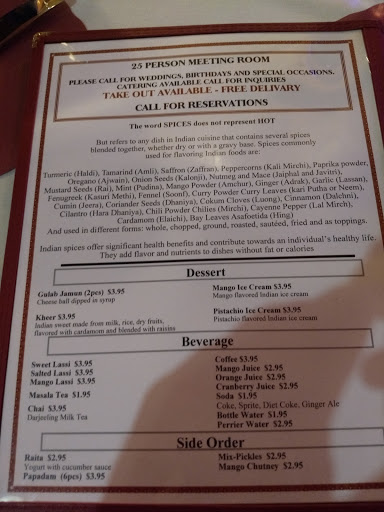 25 PERSON MEETING ROOM
PLEASE CALL FOR WEDDINGS, BIRTHDAYS AND SPECIAL OCCASIONS.
CATERING AVAILABLE CALL FOR INQUIRIES
TAKE OUT AVAILABLE - FREE DELIVARY
CALL FOR RESERVATIONS
The word SPICES does not represent HOT
But refers to any dish in Indian cuisine that contains several spices
blended together, whether dry or with a gravy base. Spices commonly
used for flavoring Indian foods are:
Turmeric (Haldi), Tamarind (Amli), Saffron (Zaffran), Peppercorns (Kali Mirch), Paprika powder,
Oregano (Ajwain), Onion Seeds (Kalonji), Nutmeg and Mace (Jaiphal and Javitri),
Mustard Seeds (Rai), Mint (Pudina), Mango Powder (Amchur), Ginger (Adrak), Garlic (Lassan),
Fenugreek (Kasuri Methi), Fennel (Soonf), Curry Powder Curry Leaves (kari Putha or Neem),
Cumin (Jeera), Coriander Seeds (Dhaniya), Cokum Cloves (Luong), Cinnamon (Dalchni),
Cilantro (Hara Dhaniya), Chili Powder Chilies (Mirch), Cayenne Pepper (Lal Mirch),
Cardamom (Elaichi), Bay Leaves Asafoetida (Hing)
And used in different forms: whole, chopped, ground, roasted, sautéed, fried and as toppings.
Indian spices offer significant health benefits and contribute towards an individual's healthy life.
They add flavor and nutrients to dishes without fat or calories
Dessert
Gulab Jamun (2pcs) $3.95
Cheese ball dipped in syrup
Kheer $3.95
Indian sweet made from milk, rice, dry fruits,
flavored with cardamom and blended with raisins
Mango Ice Cream $3.95
Mango flavored Indian ice cream
Pistachio Ice Cream $3.95
Pistachio flavored Indian ice cream
Beverage
Sweet Lassi $3.95
Salted Lassi $3.95
Mango Lassi $3.95
Masala Tea $1.95
Chai $3.95
Darjeeling Milk Tea
Coffee $3.95
Mango Juice $2.95
Orange Juice $2.95
Cranberry Juice $2.95
Soda $1.95
Coke, Sprite, Diet Coke, Ginger Ale
Bottle Water $1.95
Perrier Water $2.95
Side Order
Raita $2.95
Yogurt with cucumber sauce
Papadum (6pcs) $3.95
Mix-Pickles $2.95
Mango Chutney $2.95